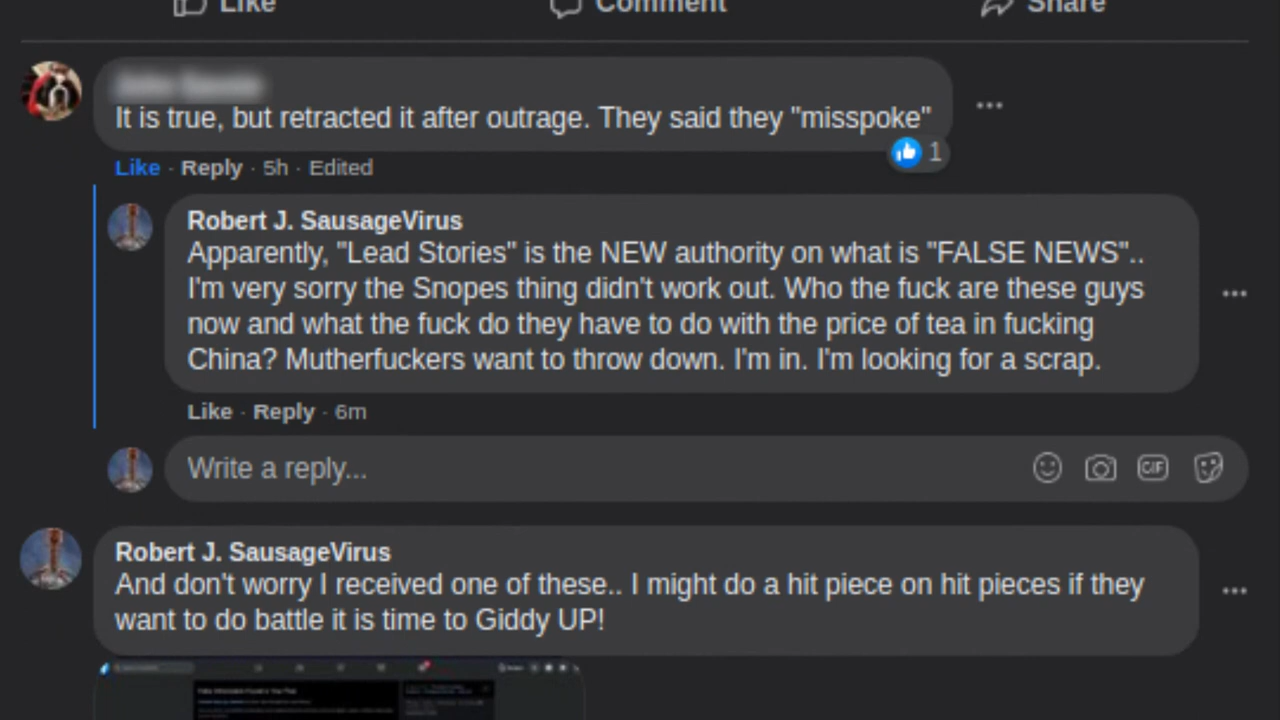 Like Comment Share
It is true, but retracted it after outrage. They said they "misspoke"
1
Like · Reply · 5h · Edited
Robert J. SausageVirus
Apparently, "Lead Stories" is the NEW authority on what is "FALSE NEWS"..
I'm very sorry the Snopes thing didn't work out. Who the fuck are these guys
now and what the fuck do they have to do with the price of tea in fucking
China? Mutherfuckers want to throw down. I'm in. I'm looking for a scrap.
Like · Reply · 6m
Write a reply...
GIF
Robert J. SausageVirus
And don't worry I received one of these.. I might do a hit piece on hit pieces if they
want to do battle it is time to Giddy UP!